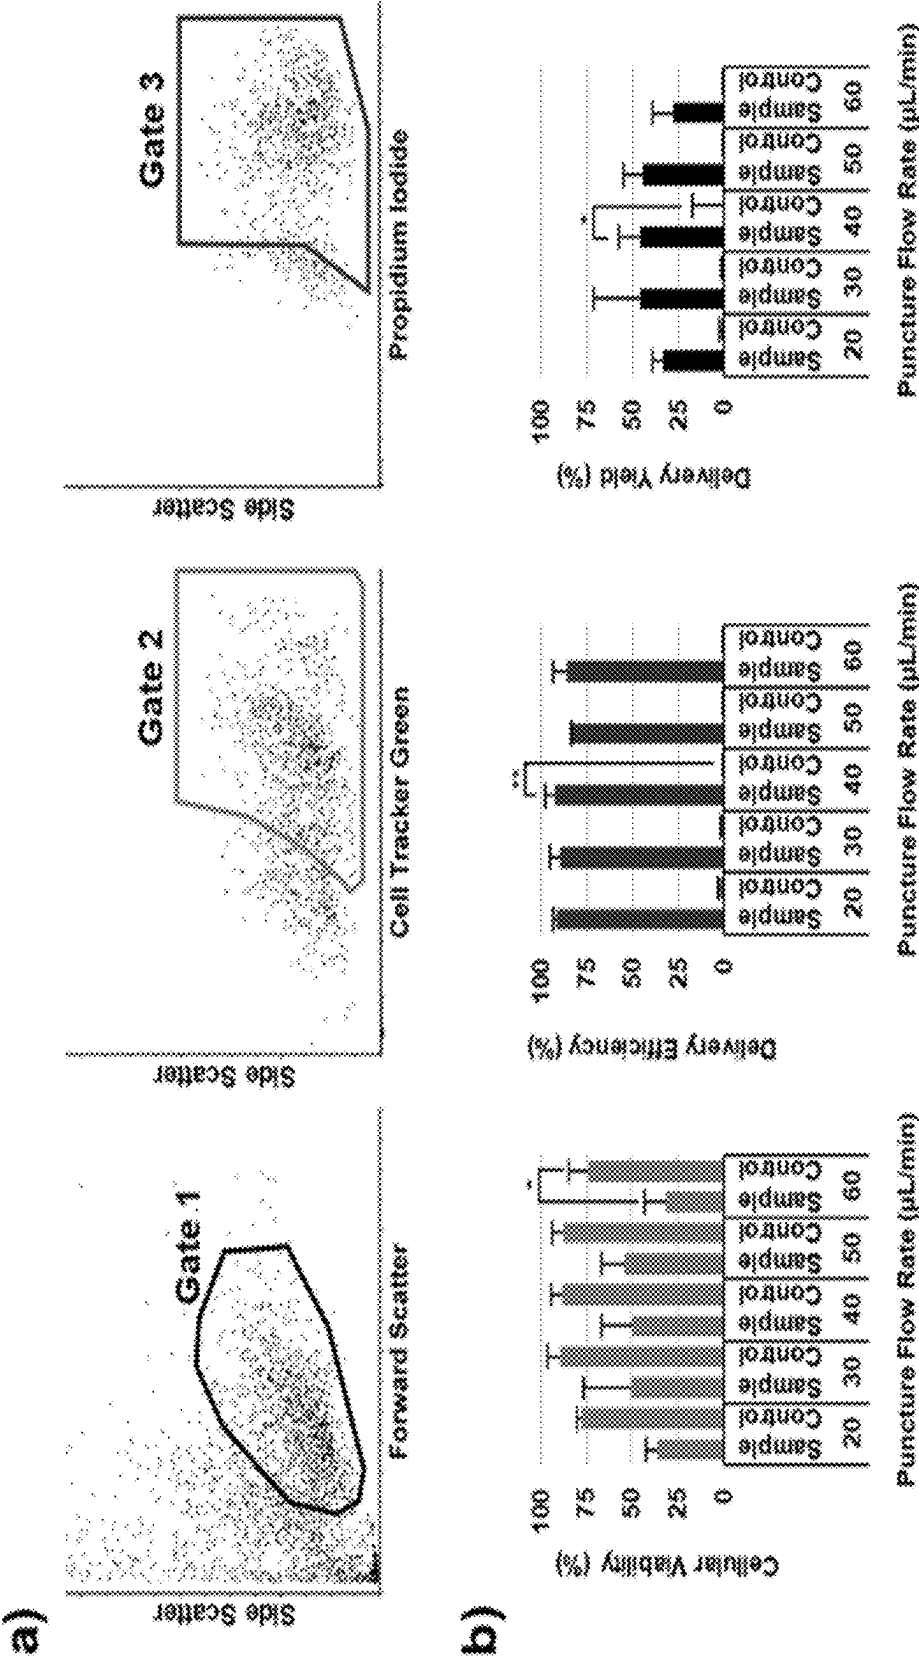 a)
Side Scatter
Gate 1
Forward Scatter
Side Scatter
Gate 2
Cell Tracker Green
Side Scatter
Gate 3
Propidium Iodide
b)
Cellular Viability (%)
100
75
50
25
0
*
Sample Control Sample Control Sample Control Sample Control Sample Control
20 30 40 50 60
Puncture Flow Rate (µL/min)
Delivery Efficiency (%)
100
75
50
25
0
**
Sample Control Sample Control Sample Control Sample Control Sample Control
20 30 40 50 60
Puncture Flow Rate (µL/min)
Delivery Yield (%)
100
75
50
25
0
*
Sample Control Sample Control Sample Control Sample Control Sample Control
20 30 40 50 60
Puncture Flow Rate (µL/min)